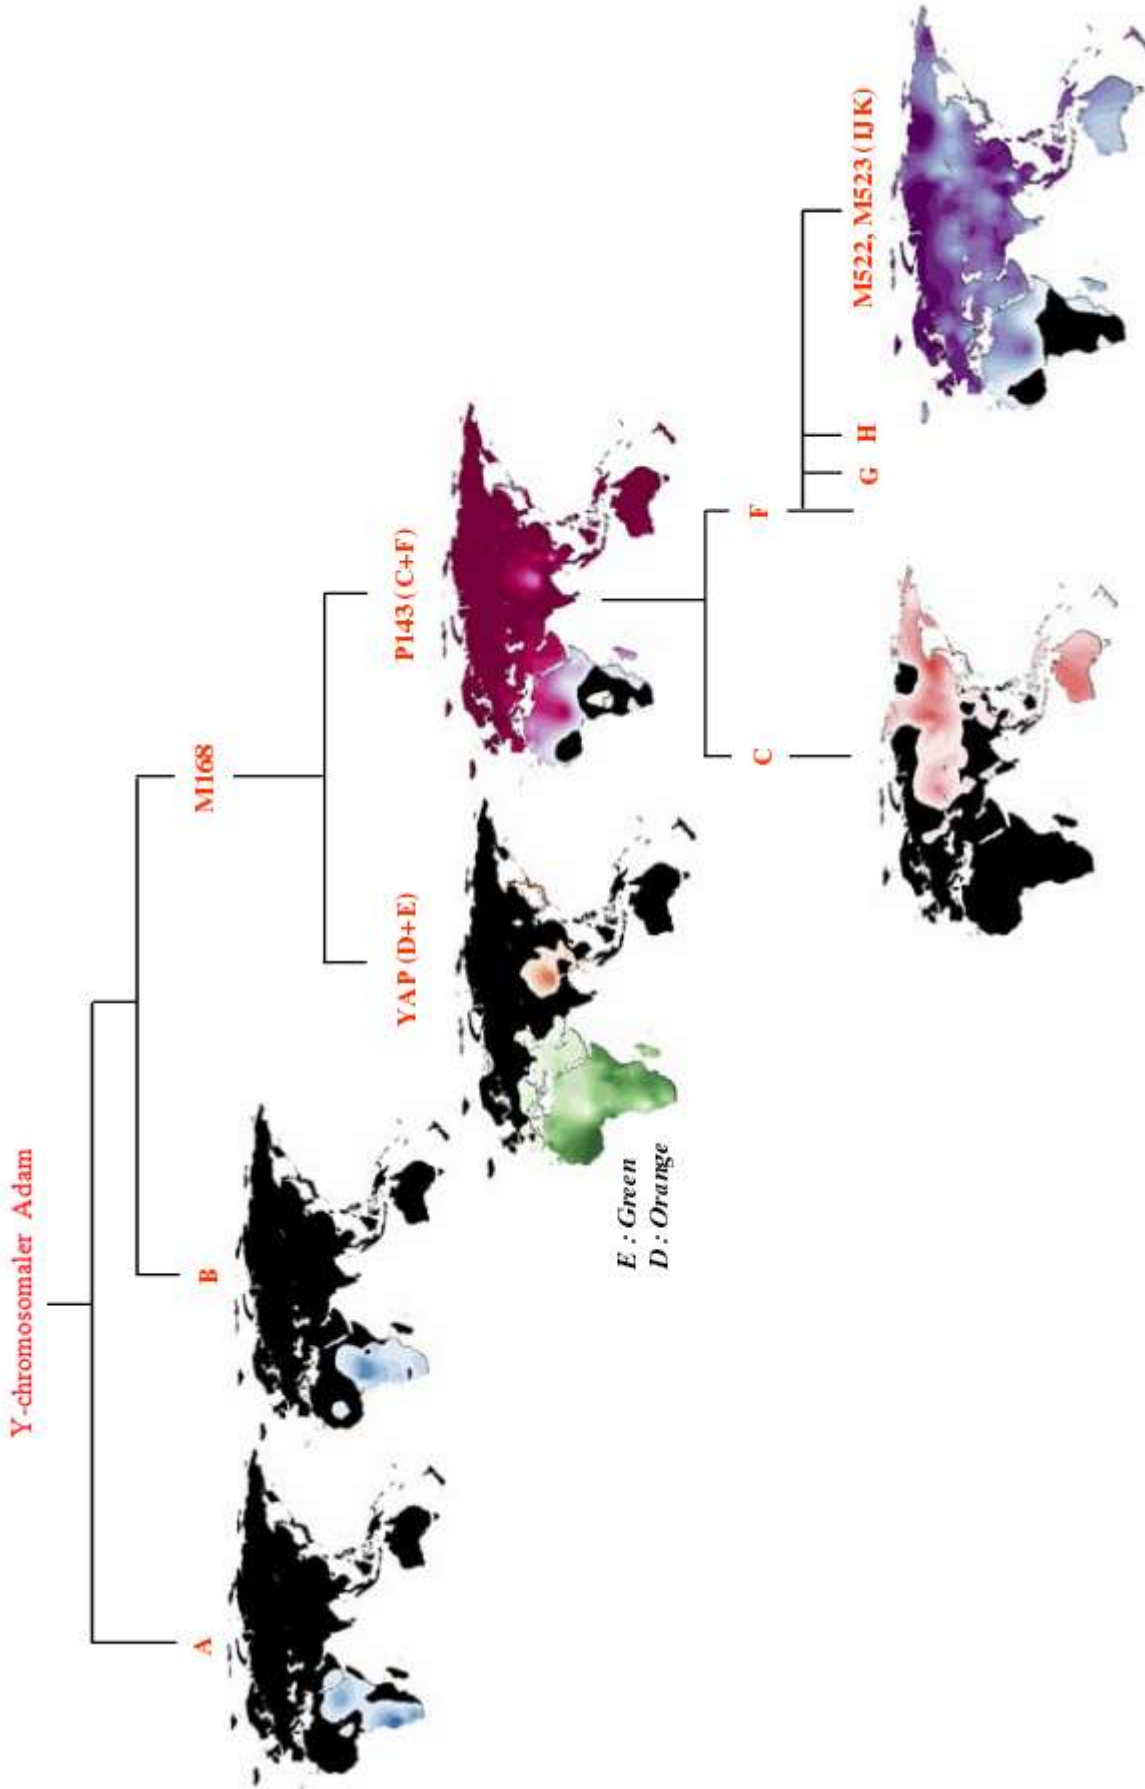 Y-chromosomaler Adam
A
B
M168
YAP (D+E)
P143 (C+F)
E : Green
D : Orange
C
F
G
H
M522, M523 (IJK)